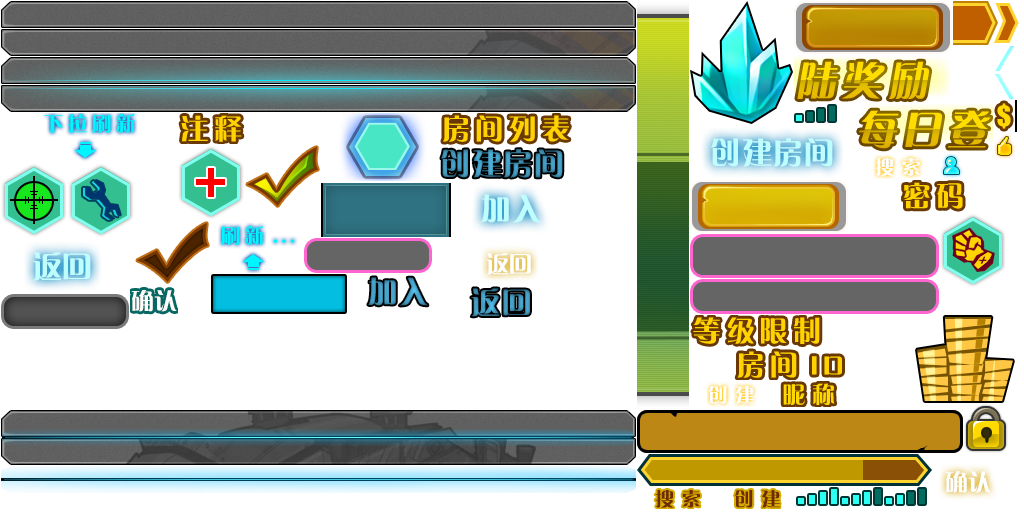 陆奖励
每日登
$
下拉刷新
注释
房间列表
创建房间
创建房间
搜索
密码
加入
刷新...
返回
返回
确认
加入
返回
等级限制
房间ID
创建
昵称
搜索
创建
确认